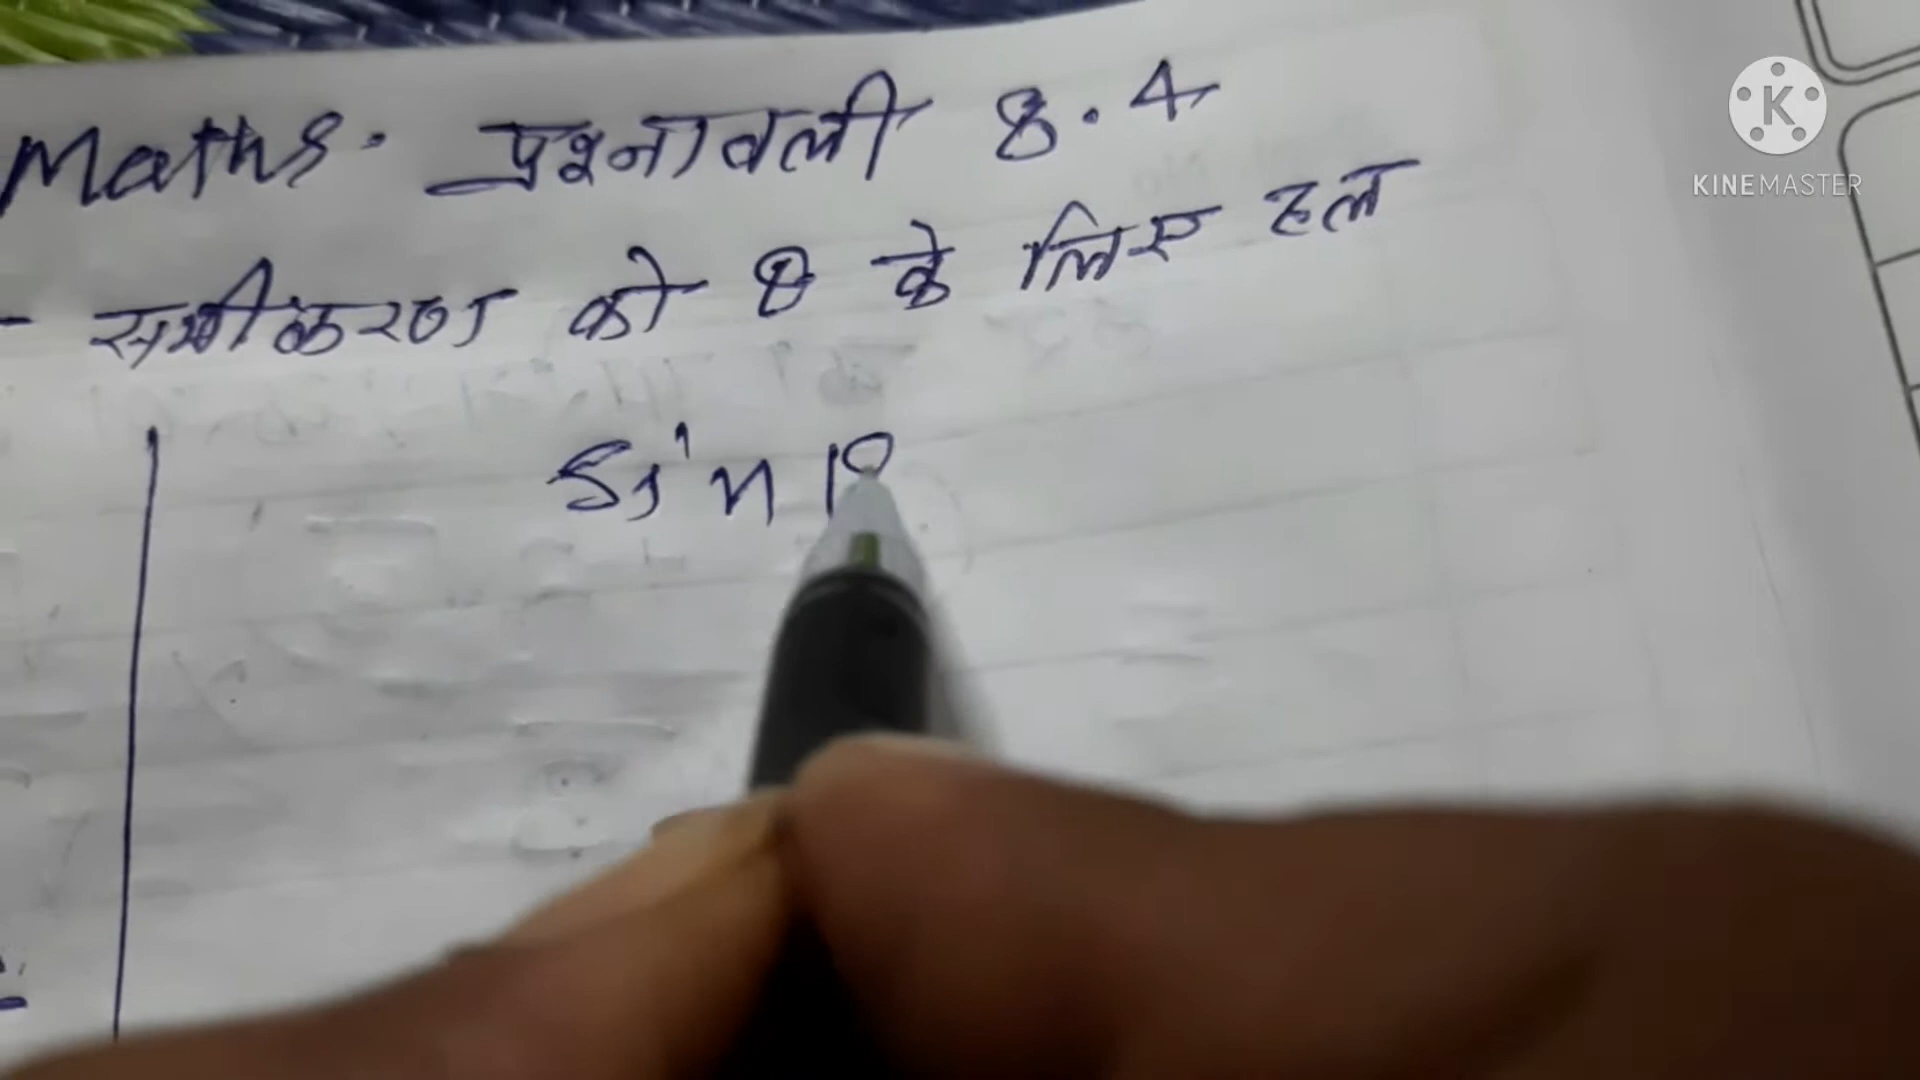 Maths. प्रश्नावली 8.4
- समीकरण को θ के लिए हल
Sin
K
KINEMASTER